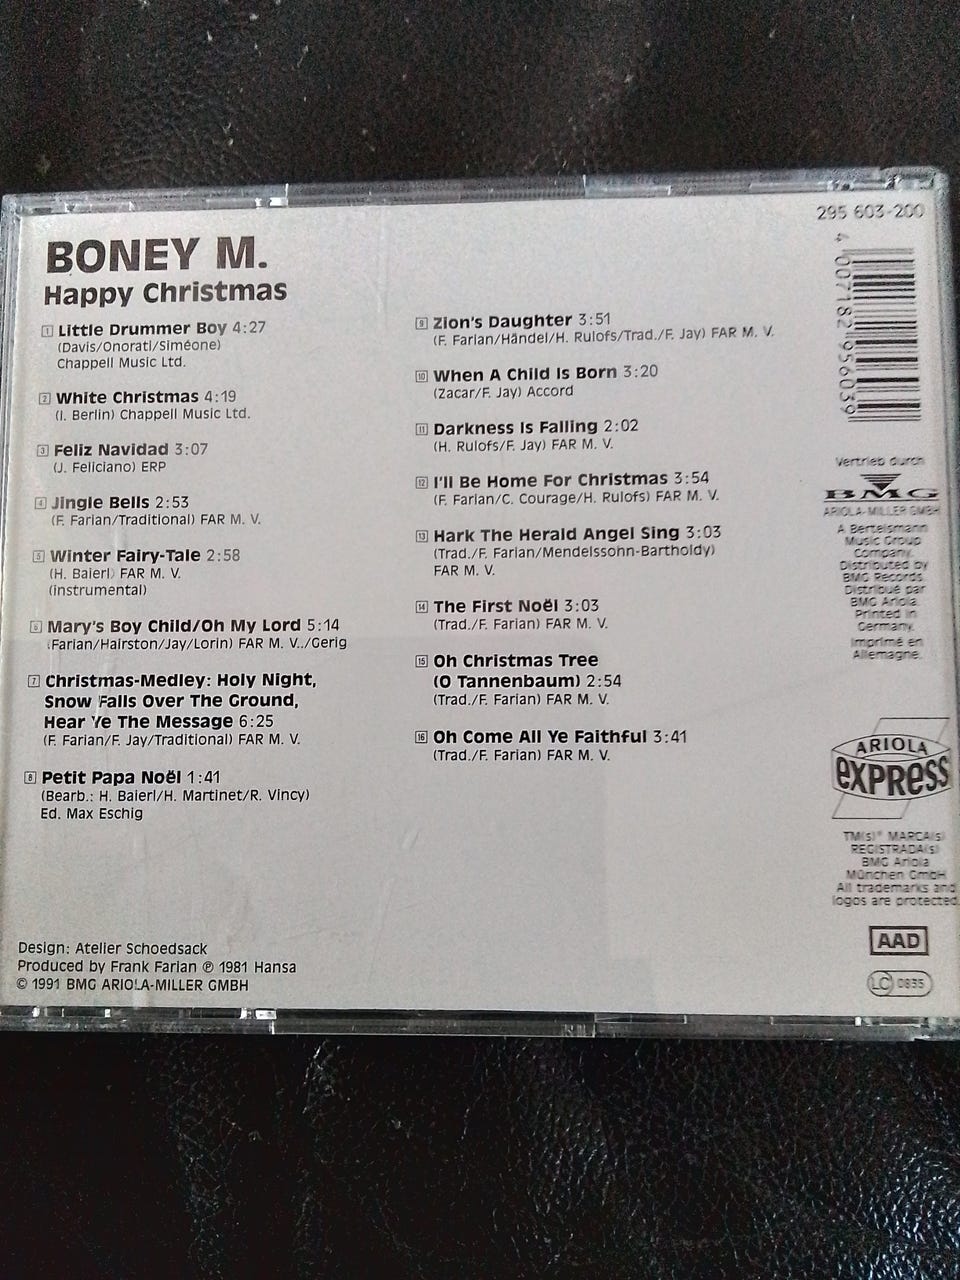 BONEY M.
Happy Christmas
1 Little Drummer Boy 4:27
(Davis/Onorati/Siméone)
Chappell Music Ltd.
2 White Christmas 4:19
(I. Berlin) Chappell Music Ltd.
3 Feliz Navidad 3:07
(J. Feliciano) ERP
4 Jingle Bells 2:53
(F. Farian/Traditional) FAR M. V.
5 Winter Fairy-Tale 2:58
(H. Baierl) FAR M. V.
(instrumental)
6 Mary's Boy Child/Oh My Lord 5:14
(Farian/Hairston/Jay/Lorin) FAR M. V../Gerig
7 Christmas-Medley: Holy Night,
Snow Falls Over The Ground,
Hear Ye The Message 6:25
(F. Farian/F. Jay/Traditional) FAR M. V.
8 Petit Papa Noël 1:41
(Bearb.: H. Baierl/H. Martinet/R. Vincy)
Ed. Max Eschig
9 Zion's Daughter 3:51
(F. Farian/Händel/H. Rulofs/Trad./F. Jay) FAR M. V.
10 When A Child Is Born 3:20
(Zacar/F. Jay) Accord
11 Darkness Is Falling 2:02
(H. Rulofs/F. Jay) FAR M. V.
12 I'll Be Home For Christmas 3:54
(F. Farian/C. Courage/H. Rulofs) FAR M. V.
13 Hark The Herald Angel Sing 3:03
(Trad./F. Farian/Mendelssohn-Bartholdy)
FAR M. V.
14 The First Noël 3:03
(Trad./F. Farian) FAR M. V.
15 Oh Christmas Tree
(O Tannenbaum) 2:54
(Trad./F. Farian) FAR M. V.
16 Oh Come All Ye Faithful 3:41
(Trad./F. Farian) FAR M. V.
Design: Atelier Schoedsack
Produced by Frank Farian ℗ 1981 Hansa
© 1991 BMG ARIOLA-MILLER GMBH
295 603-200
4 007182 956039
Vertrieb durch
BMG
ARIOLA-MILLER GMBH
A Bertelsmann
Music Group
Company.
Distributed by
BMG Records.
Distribué par
BMG Ariola.
Printed in
Germany.
Imprimé en
Allemagne.
ARIOLA
eXPRESS
TM(s)® MARCA(s)
REGISTRADA(s)
BMG Ariola
München GmbH
All trademarks and
logos are protected.
AAD
LC 0835